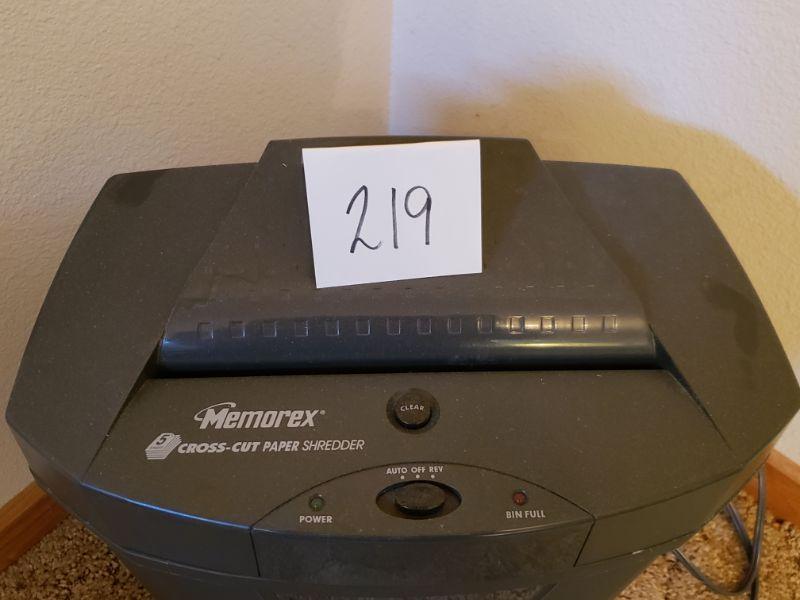 219
Memorex®
CLEAR
5 CROSS-CUT PAPER SHREDDER
AUTO OFF REV
POWER
BIN FULL